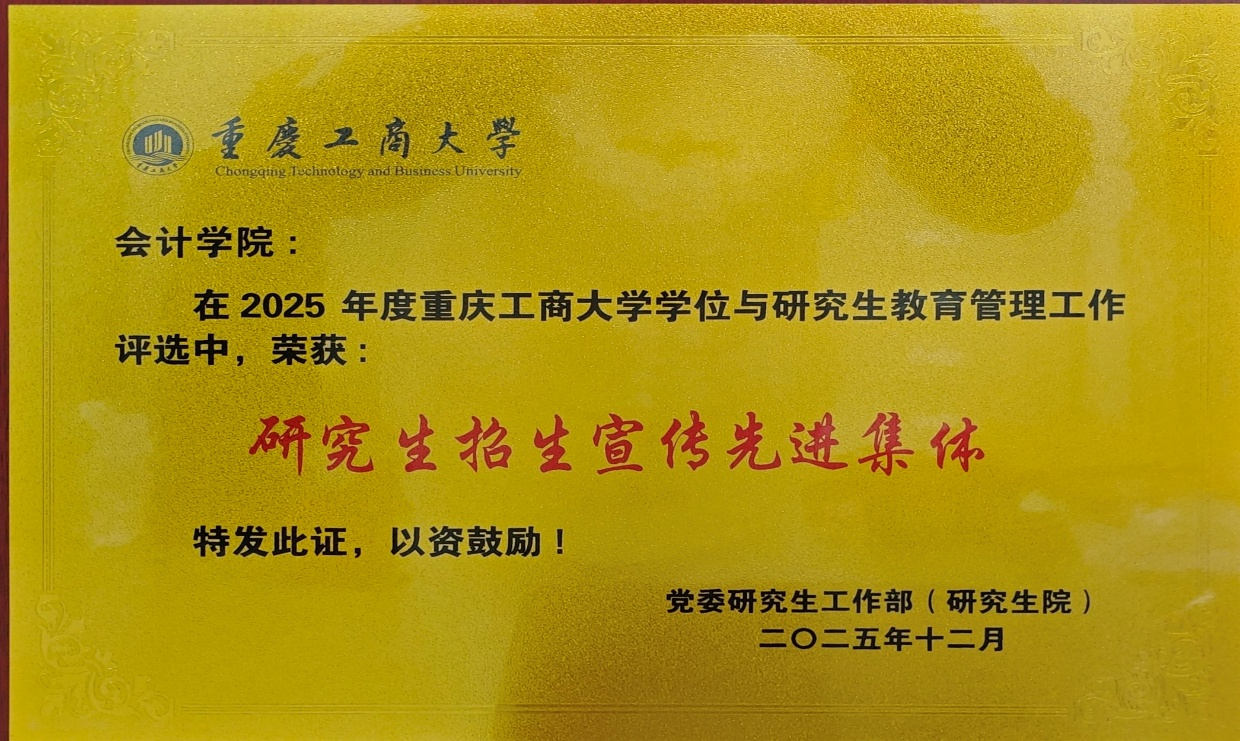 重慶工商大學
Chongqing Technology and Business University
会计学院：
在 2025 年度重庆工商大学学位与研究生教育管理工作
评选中，荣获：
研究生招生宣传先进集体
特发此证，以资鼓励！
党委研究生工作部（研究生院）
二〇二五年十二月